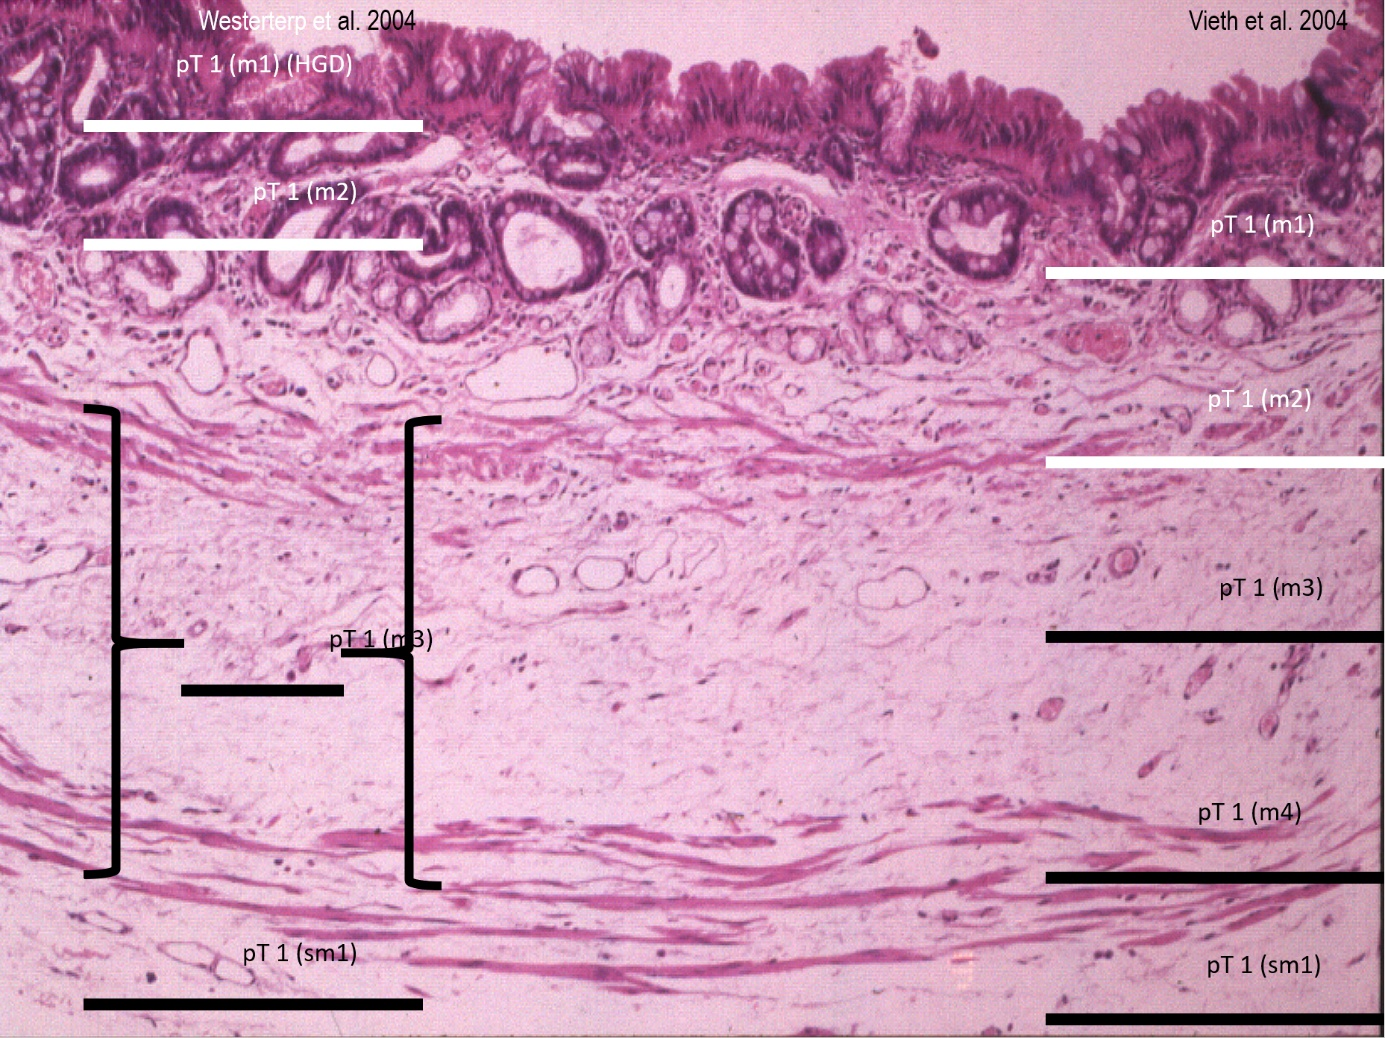 Westerterp et al. 2004
pT 1 (m1) (HGD)
pT 1 (m2)
pT 1 (m3)
pT 1 (sm1)
Vieth et al. 2004
pT 1 (m1)
pT 1 (m2)
pT 1 (m3)
pT 1 (m4)
pT 1 (sm1)